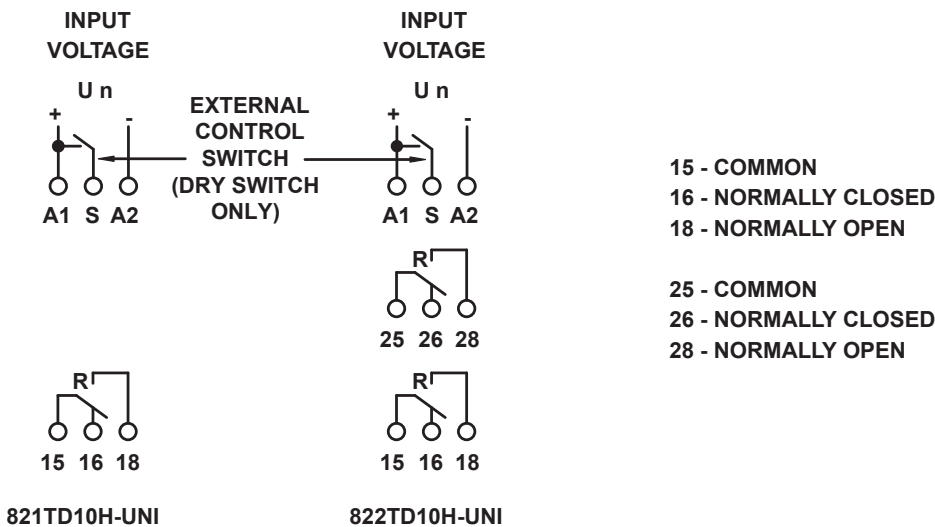 INPUT
VOLTAGE
U n
+ -
A1 S A2
EXTERNAL
CONTROL
SWITCH
(DRY SWITCH
ONLY)
INPUT
VOLTAGE
U n
+ -
A1 S A2
R
25 26 28
R
15 16 18
821TD10H-UNI
R
15 16 18
822TD10H-UNI
15 - COMMON
16 - NORMALLY CLOSED
18 - NORMALLY OPEN
25 - COMMON
26 - NORMALLY CLOSED
28 - NORMALLY OPEN